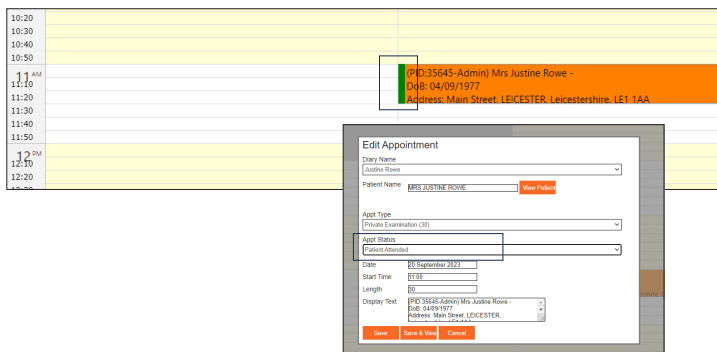 10:20
10:30
10:40
10:50
11 AM
11:10
11:20
11:30
11:40
11:50
12 PM
12:10
12:20
(PID:35645-Admin) Mrs Justine Rowe -
DoB: 04/09/1977
Address: Main Street, LEICESTER, Leicestershire, LE1 1AA
Edit Appointment
Diary Name
Justine Rowe
Patient Name MRS JUSTINE ROWE View Patient
Appt Type
Private Examination (30)
Appt Status
Patient Attended
Date 20 September 2023
Start Time 11:00
Length 30
Display Text (PID:35645-Admin) Mrs Justine Rowe -
DoB: 04/09/1977
Address: Main Street, LEICESTER,
Save Save & View Cancel